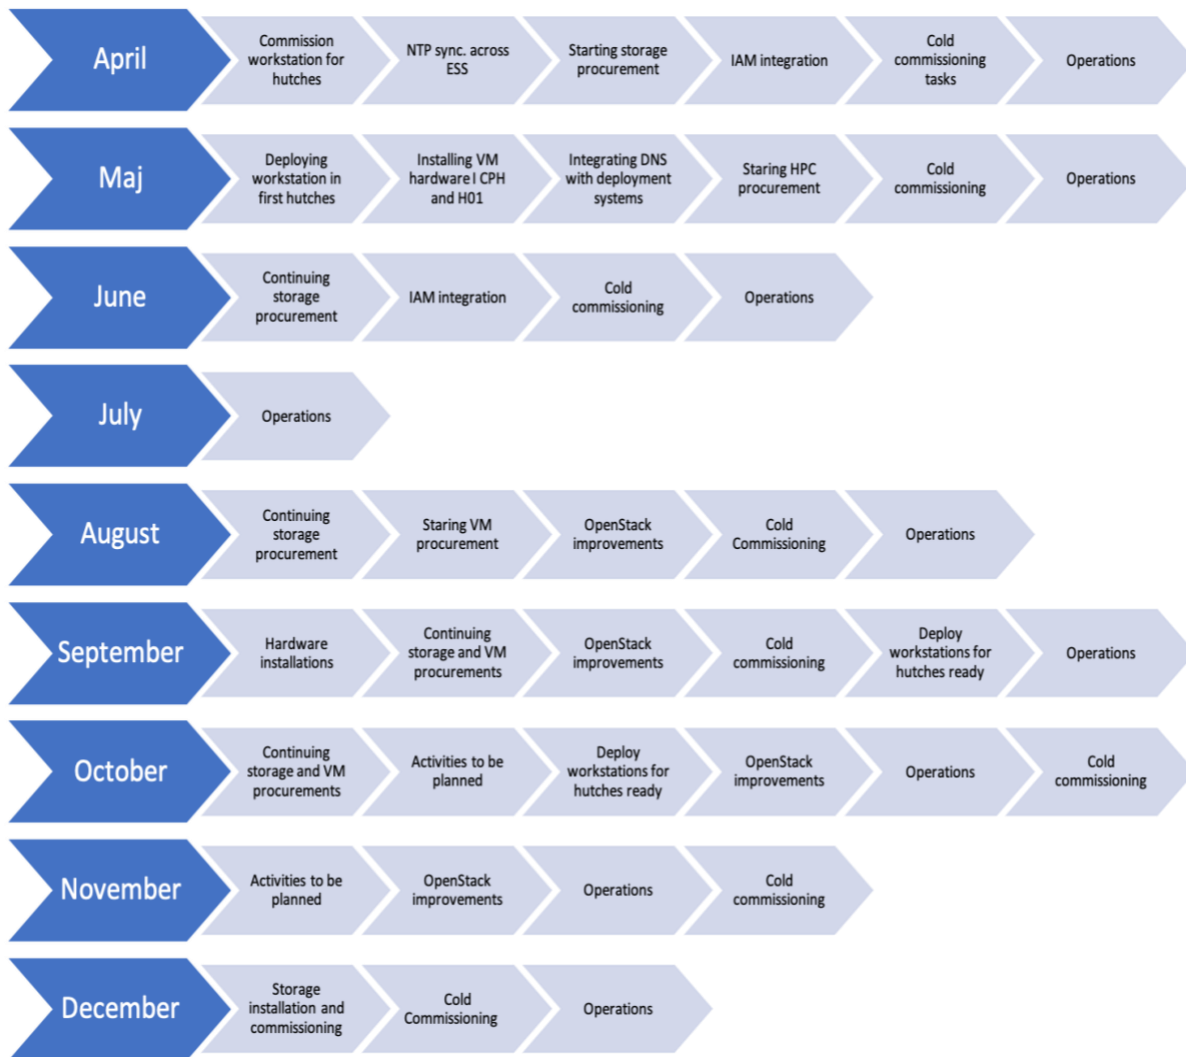 April
Commission
workstation for
hutches
NTP sync. across
ESS
Starting storage
procurement
IAM integration
Cold
commissioning
tasks
Operations
Maj
Deploying
workstation in
first hutches
Installing VM
hardware I CPH
and H01
Integrating DNS
with deployment
systems
Staring HPC
procurement
Cold
commissioning
Operations
June
Continuing
storage
procurement
IAM integration
Cold
commissioning
Operations
July
Operations
August
Continuing
storage
procurement
Staring VM
procurement
OpenStack
improvements
Cold
Commissioning
Operations
September
Hardware
installations
Continuing
storage and VM
procurements
OpenStack
improvements
Cold
commissioning
Deploy
workstations for
hutches ready
Operations
October
Continuing
storage and VM
procurements
Activities to be
planned
Deploy
workstations for
hutches ready
OpenStack
improvements
Operations
Cold
commissioning
November
Activities to be
planned
OpenStack
improvements
Operations
Cold
commissioning
December
Storage
installation and
commissioning
Cold
Commissioning
Operations